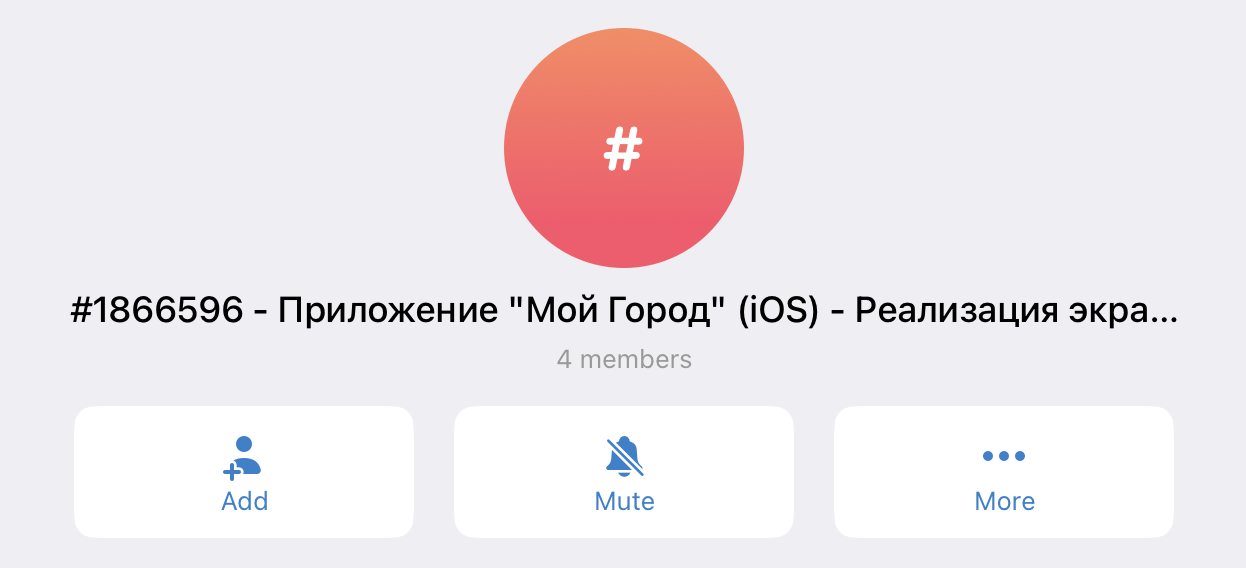 #
#1866596 - Приложение "Мой Город" (iOS) - Реализация экра...
4 members
Add
Mute
More